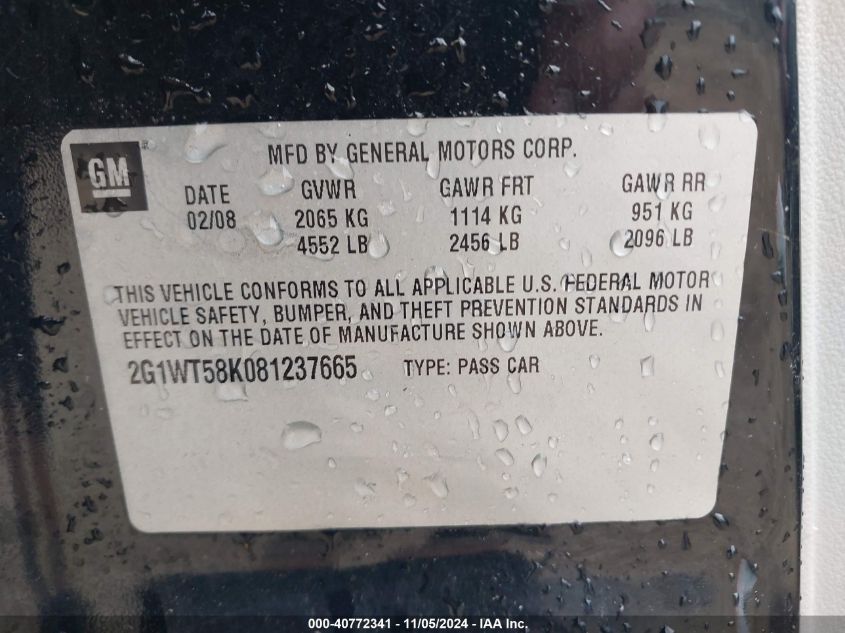 GM
MFD BY GENERAL MOTORS CORP.
DATE GVWR GAWR FRT GAWR RR
02/08 2065 KG 1114 KG 951 KG
4552 LB 2456 LB 2096 LB
THIS VEHICLE CONFORMS TO ALL APPLICABLE U.S. FEDERAL MOTOR
VEHICLE SAFETY, BUMPER, AND THEFT PREVENTION STANDARDS IN
EFFECT ON THE DATE OF MANUFACTURE SHOWN ABOVE.
2G1WT58K081237665 TYPE: PASS CAR
000-40772341 - 11/05/2024 - IAA Inc.